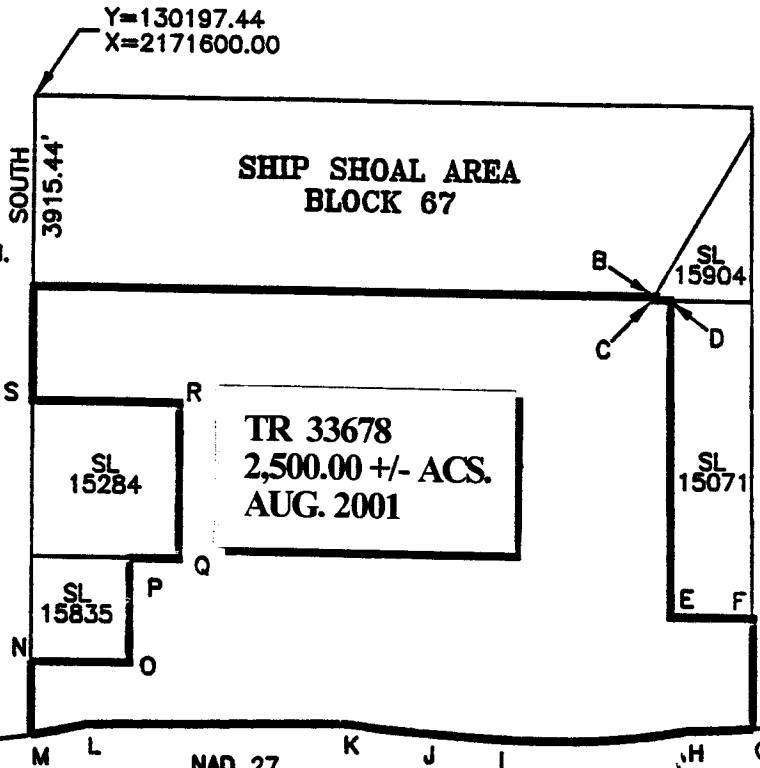 Y=130197.44
X=2171600.00
SOUTH
3915.44'
SHIP SHOAL AREA
BLOCK 67
B
SL
15904
C
D
S
R
TR 33678
2,500.00 +/- ACS.
AUG. 2001
SL
15284
SL
15071
Q
P
SL
15835
E
F
N
O
M
L
K
J
I
H
NAD 27